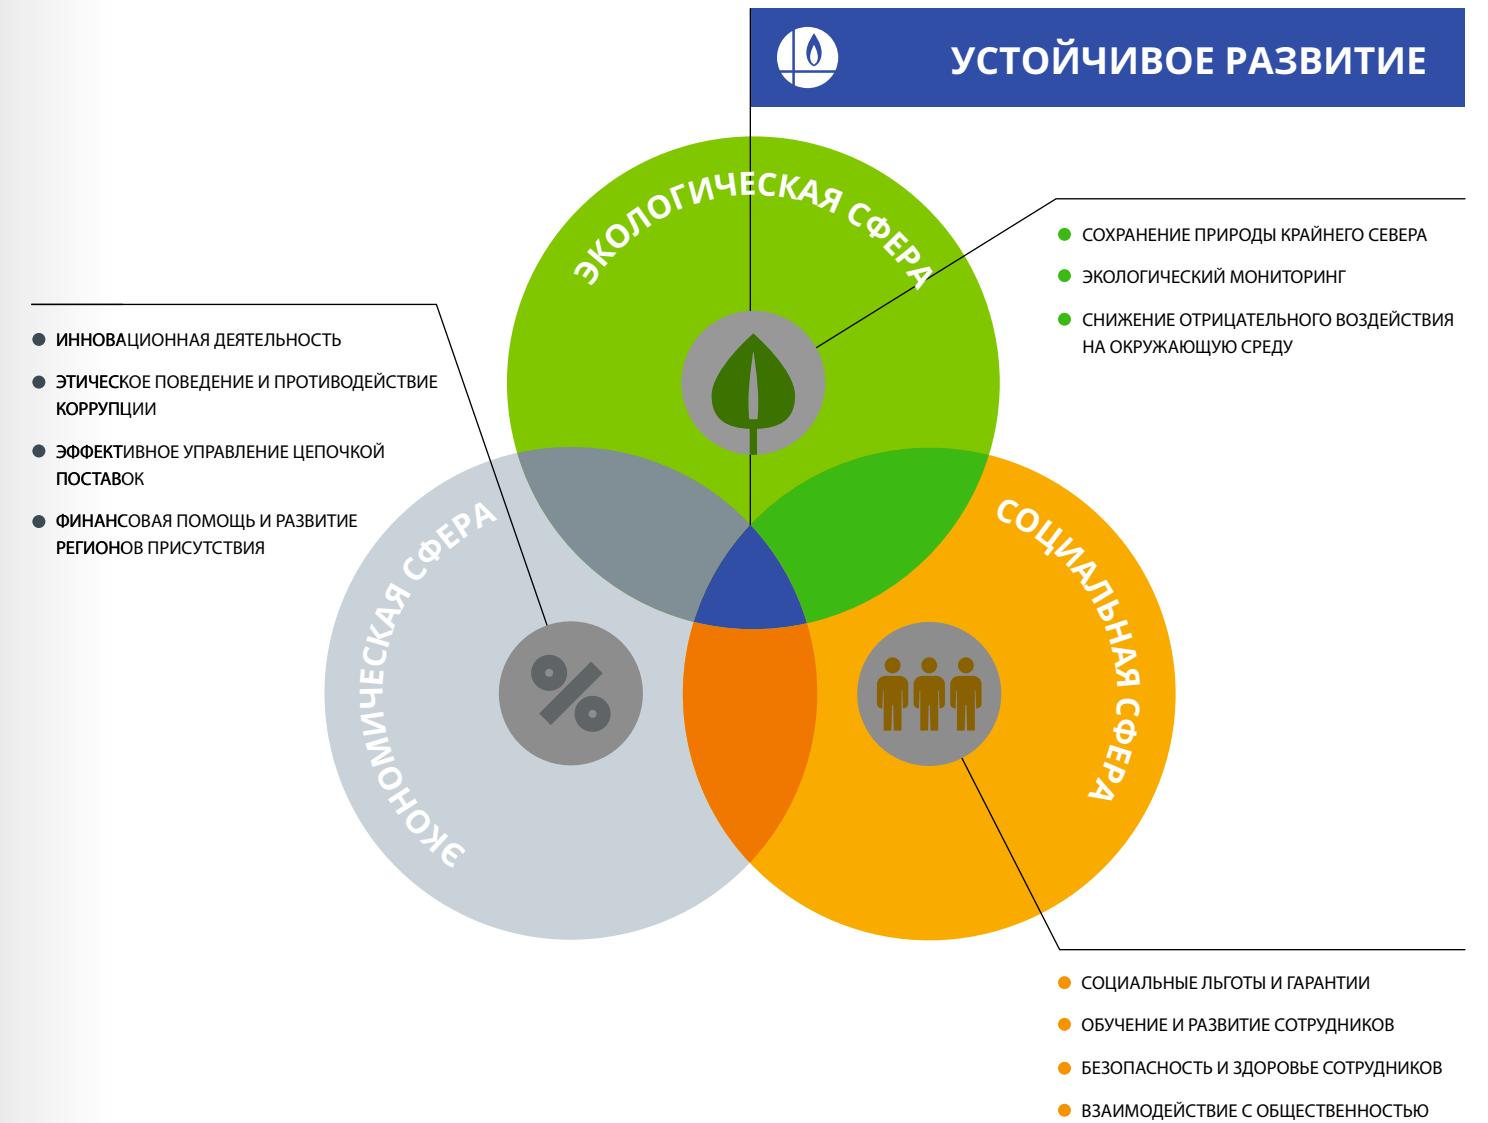 УСТОЙЧИВОЕ РАЗВИТИЕ
ЭКОЛОГИЧЕСКАЯ СФЕРА
СОХРАНЕНИЕ ПРИРОДЫ КРАЙНЕГО СЕВЕРА
ЭКОЛОГИЧЕСКИЙ МОНИТОРИНГ
СНИЖЕНИЕ ОТРИЦАТЕЛЬНОГО ВОЗДЕЙСТВИЯ
НА ОКРУЖАЮЩУЮ СРЕДУ
ИННОВАЦИОННАЯ ДЕЯТЕЛЬНОСТЬ
ЭТИЧЕСКОЕ ПОВЕДЕНИЕ И ПРОТИВОДЕЙСТВИЕ
КОРРУПЦИИ
ЭФФЕКТИВНОЕ УПРАВЛЕНИЕ ЦЕПОЧКОЙ
ПОСТАВОК
ФИНАНСОВАЯ ПОМОЩЬ И РАЗВИТИЕ
РЕГИОНОВ ПРИСУТСТВИЯ
ЭКОНОМИЧЕСКАЯ СФЕРА
%
СОЦИАЛЬНАЯ СФЕРА
СОЦИАЛЬНЫЕ ЛЬГОТЫ И ГАРАНТИИ
ОБУЧЕНИЕ И РАЗВИТИЕ СОТРУДНИКОВ
БЕЗОПАСНОСТЬ И ЗДОРОВЬЕ СОТРУДНИКОВ
ВЗАИМОДЕЙСТВИЕ С ОБЩЕСТВЕННОСТЬЮ